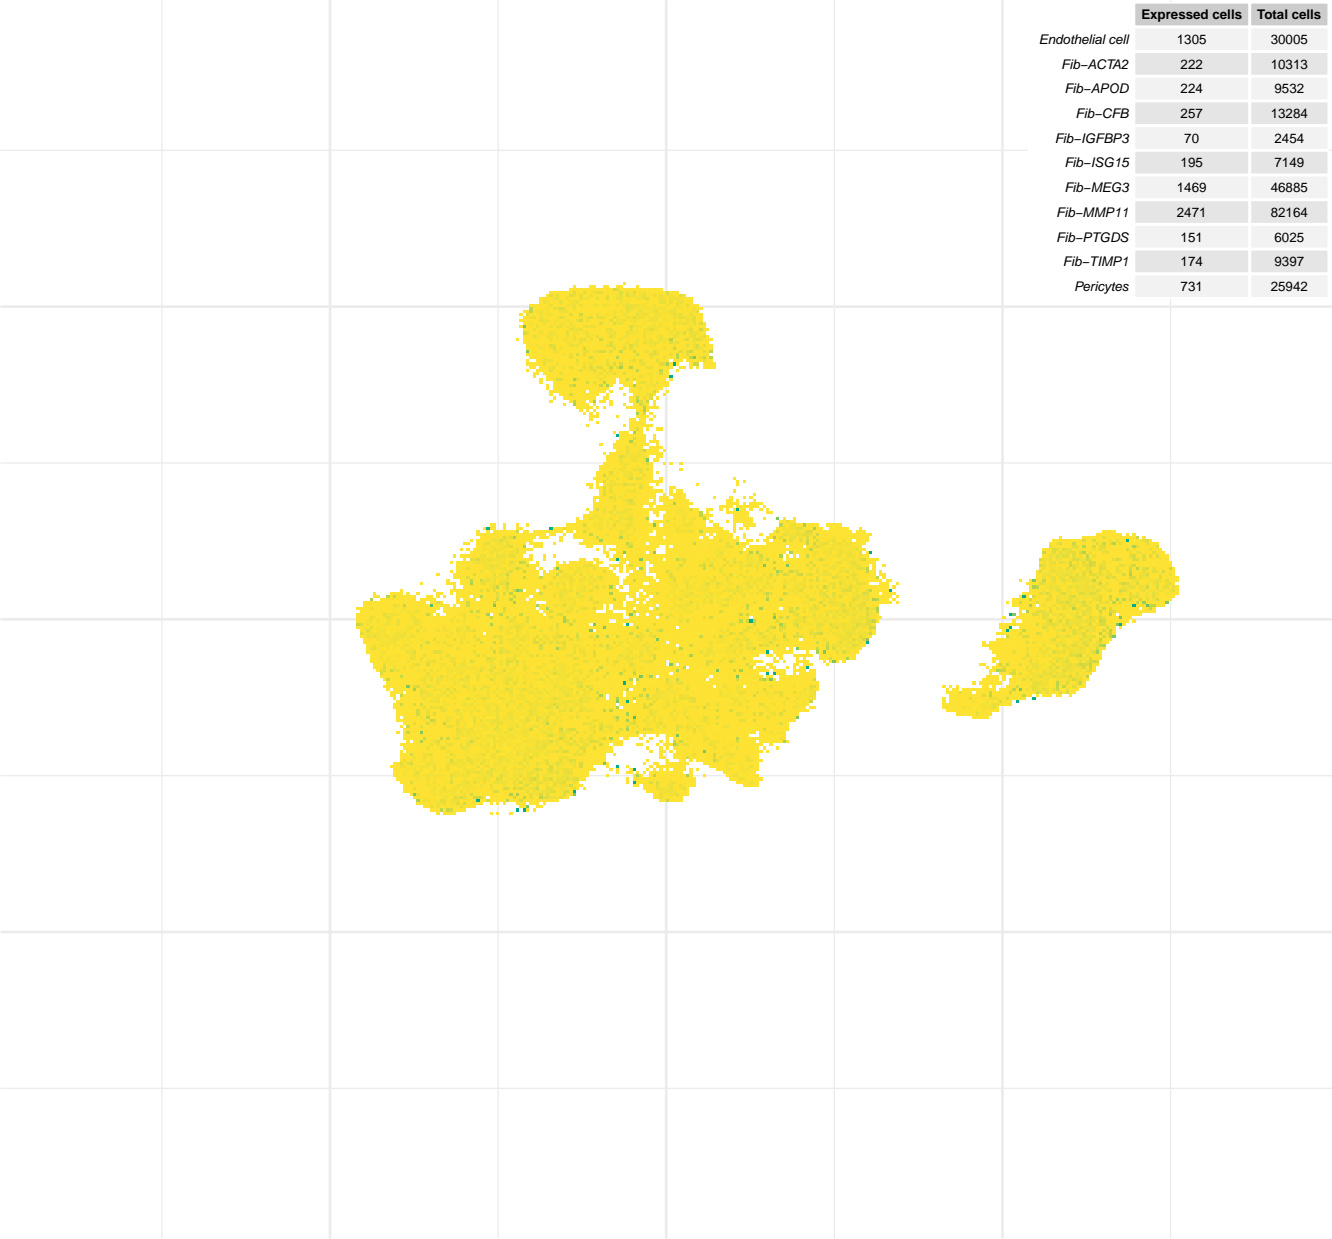 Expressed cells Total cells
Endothelial cell 1305 30005
Fib−ACTA2 222 10313
Fib−APOD 224 9532
Fib−CFB 257 13284
Fib−IGFBP3 70 2454
Fib−ISG15 195 7149
Fib−MEG3 1469 46885
Fib−MMP11 2471 82164
Fib−PTGDS 151 6025
Fib−TIMP1 174 9397
Pericytes 731 25942